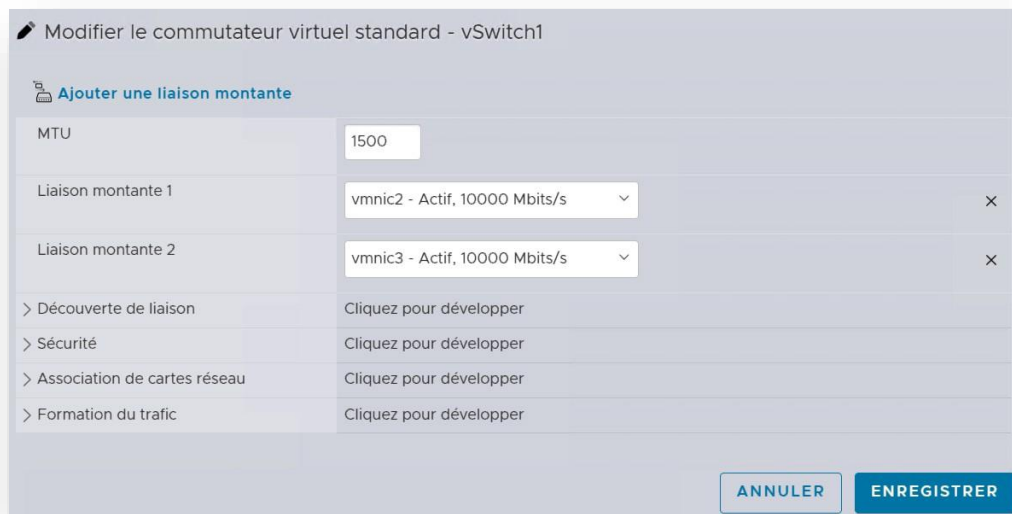 Modifier le commutateur virtuel standard - vSwitch1
Ajouter une liaison montante
MTU 1500
Liaison montante 1 vmnic2 - Actif, 10000 Mbits/s
Liaison montante 2 vmnic3 - Actif, 10000 Mbits/s
Découverte de liaison Cliquez pour développer
Sécurité Cliquez pour développer
Association de cartes réseau Cliquez pour développer
Formation du trafic Cliquez pour développer
ANNULER ENREGISTRER